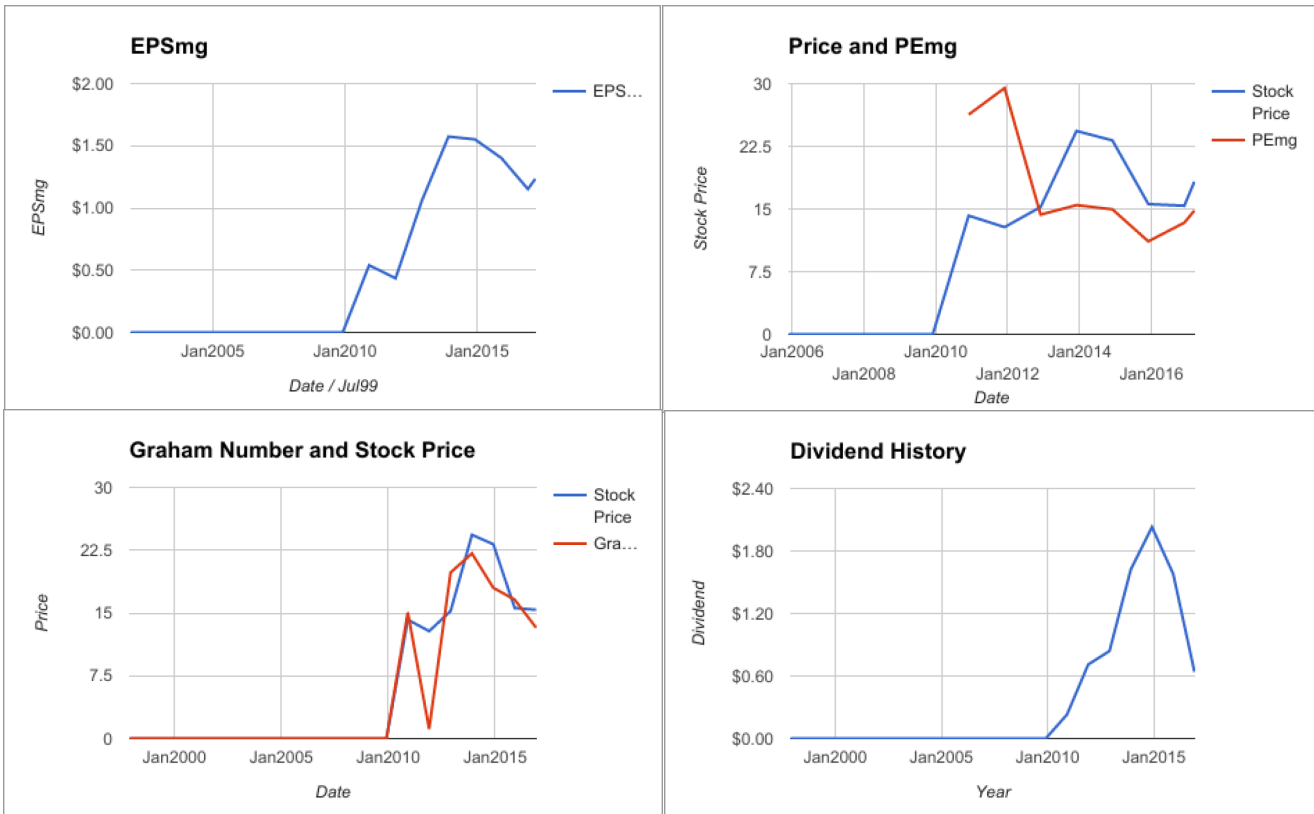 EPSmg
$2.00
$1.50
$1.00
$0.50
$0.00
EPSmg
EPS…
Jan2005 Jan2010 Jan2015
Date / Jul99
Price and PEmg
30
22.5
15
7.5
0
Stock Price
Stock
Price
PEmg
Jan2006 Jan2010 Jan2014
Jan2008 Jan2012 Jan2016
Date
Graham Number and Stock Price
30
22.5
15
7.5
0
Price
Stock
Price
Gra…
Jan2000 Jan2005 Jan2010 Jan2015
Date
Dividend History
$2.40
$1.80
$1.20
$0.60
$0.00
Dividend
Jan2000 Jan2005 Jan2010 Jan2015
Year